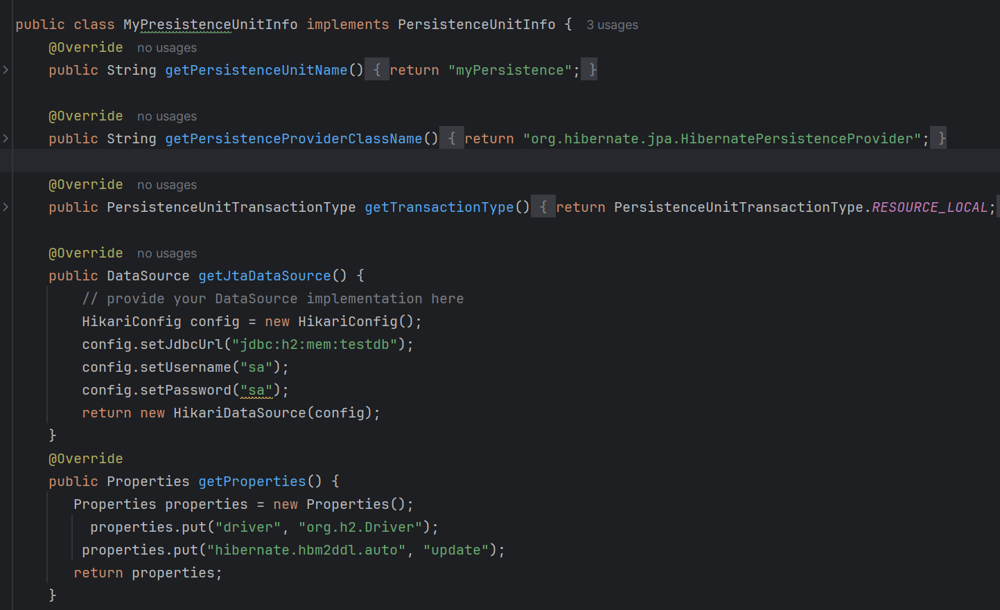 public class MyPresistenceUnitInfo implements PersistenceUnitInfo {  3 usages
@Override  no usages
public String getPersistenceUnitName() { return "myPersistence"; }
@Override  no usages
public String getPersistenceProviderClassName() { return "org.hibernate.jpa.HibernatePersistenceProvider"; }
@Override  no usages
public PersistenceUnitTransactionType getTransactionType() { return PersistenceUnitTransactionType.RESOURCE_LOCAL;
@Override  no usages
public DataSource getJtaDataSource() {
// provide your DataSource implementation here
HikariConfig config = new HikariConfig();
config.setJdbcUrl("jdbc:h2:mem:testdb");
config.setUsername("sa");
config.setPassword("sa");
return new HikariDataSource(config);
}
@Override
public Properties getProperties() {
Properties properties = new Properties();
properties.put("driver", "org.h2.Driver");
properties.put("hibernate.hbm2ddl.auto", "update");
return properties;
}